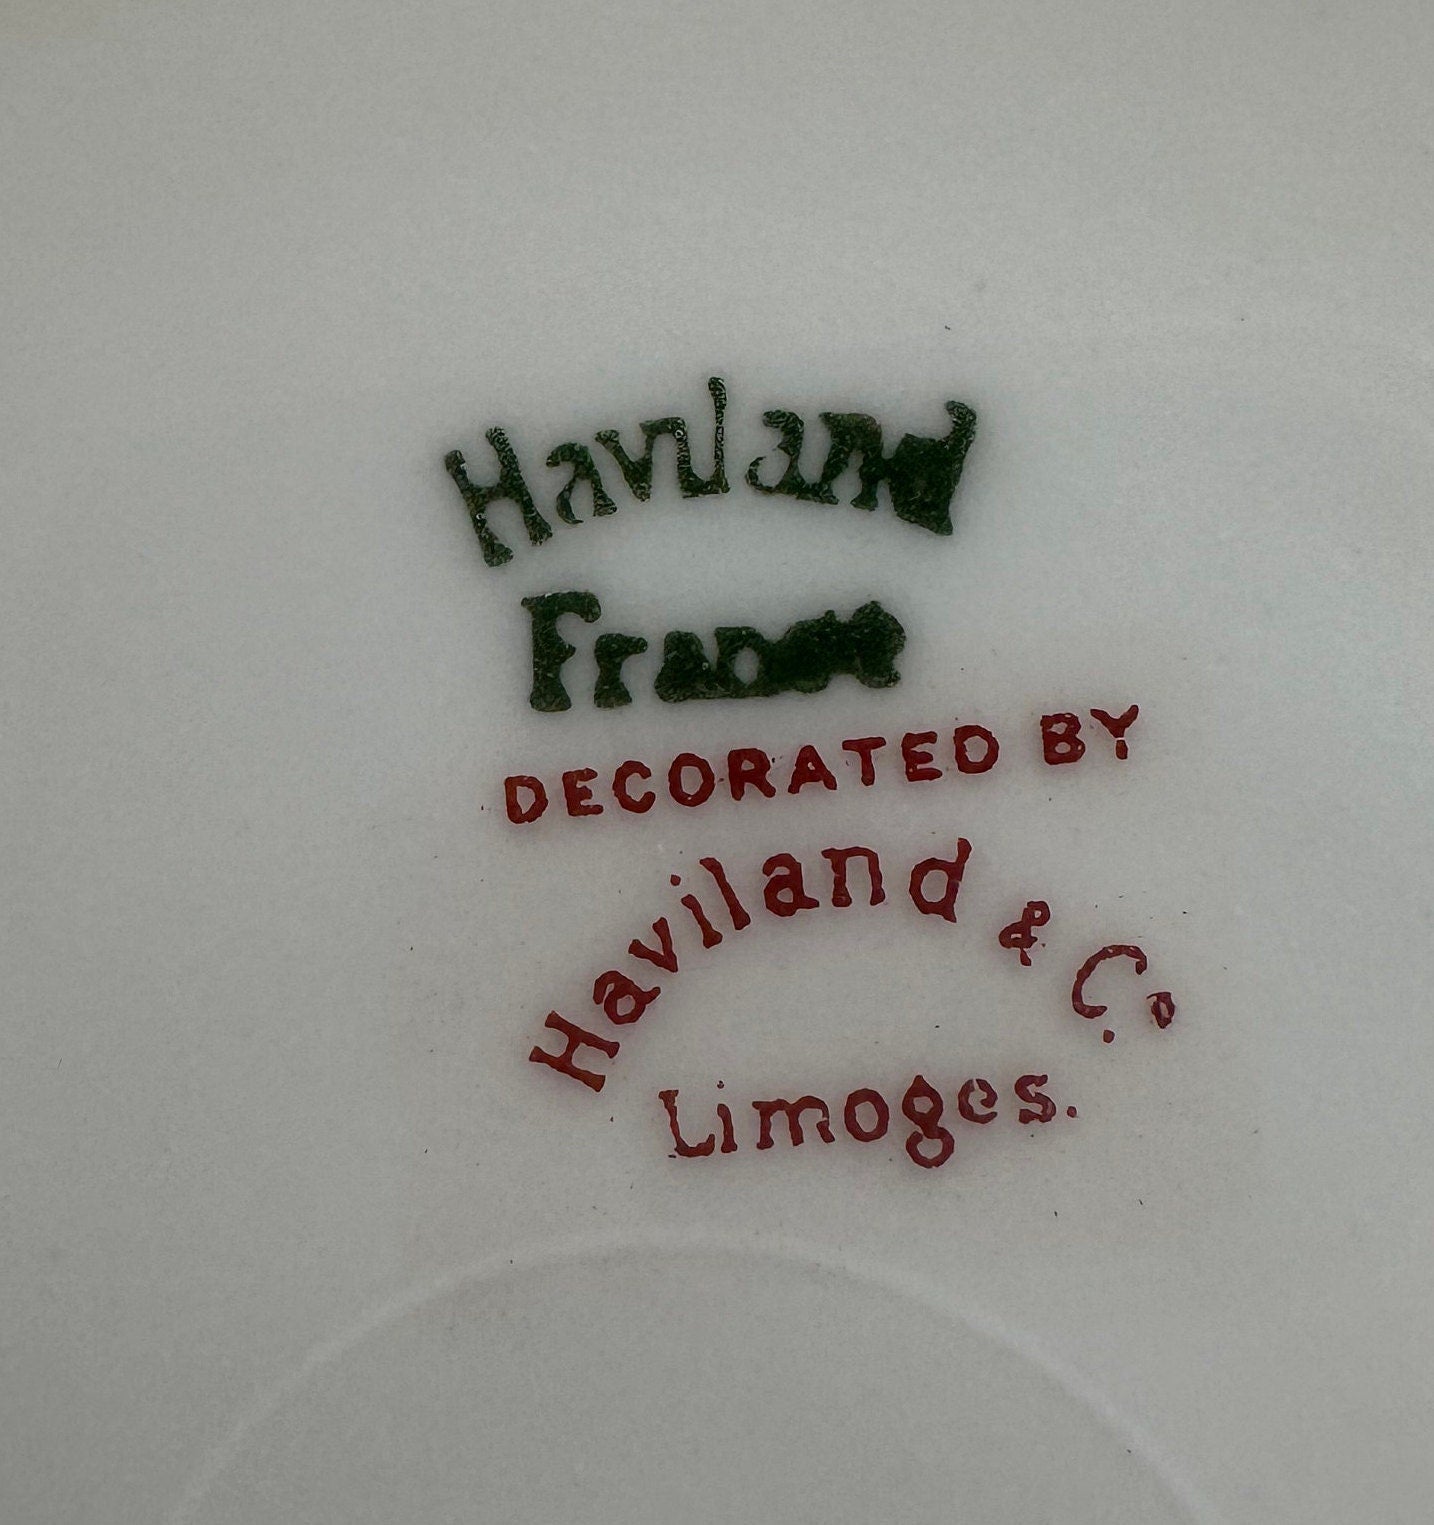 Haviland
France
DECORATED BY
Haviland & Co.
Limoges.